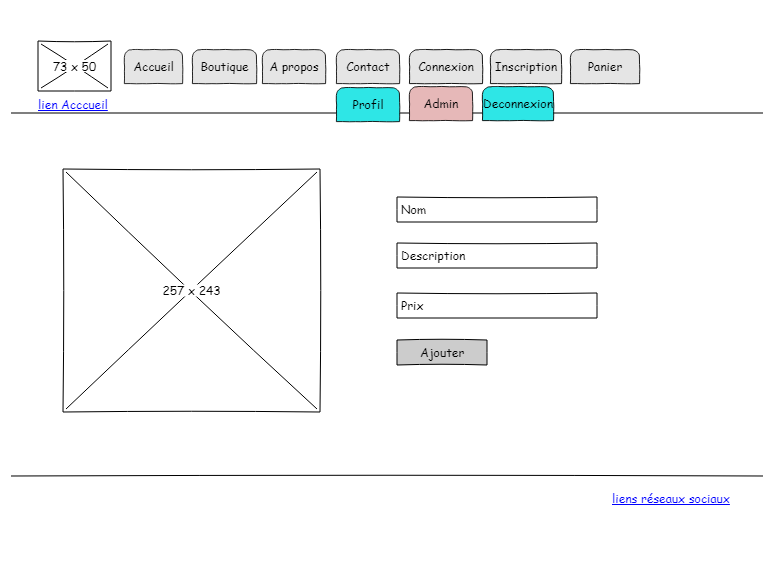 73 x 50
Accueil
Boutique
A propos
Contact
Connexion
Inscription
Panier
lien Acccueil
Profil
Admin
Deconnexion
257 x 243
Nom
Description
Prix
Ajouter
liens réseaux sociaux